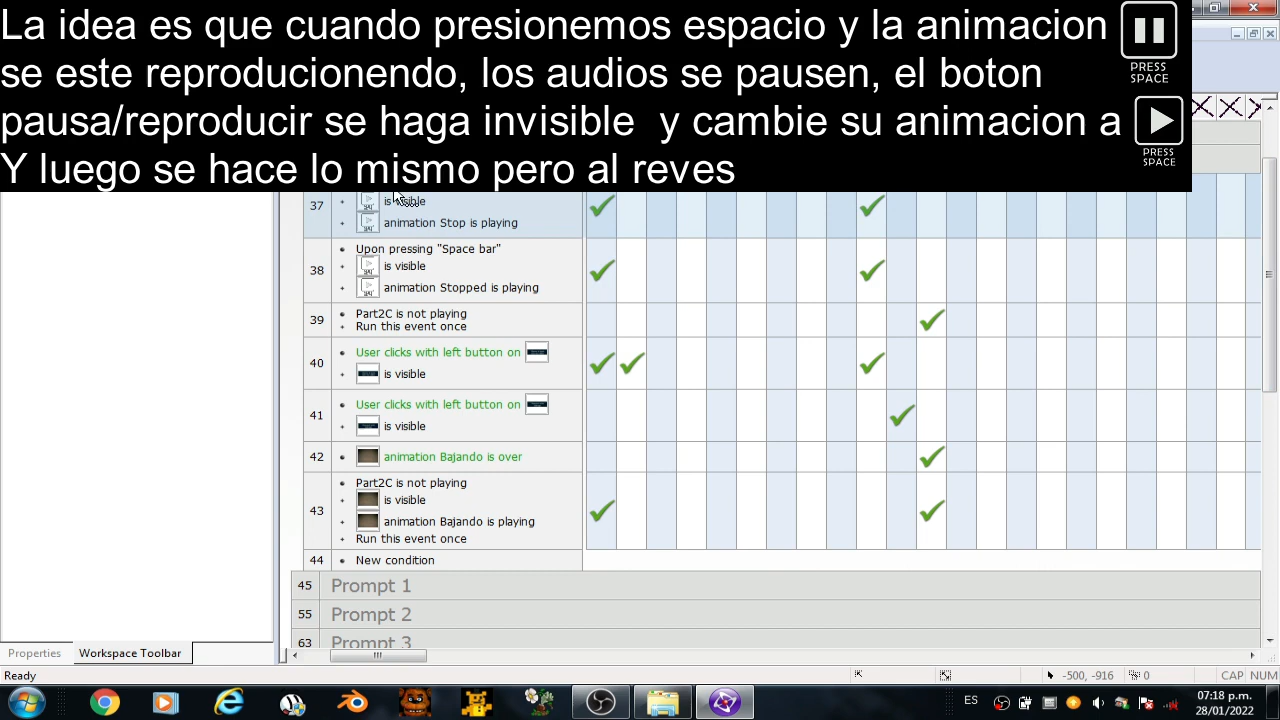 La idea es que cuando presionemos espacio y la animacion
PRESS
SPACE
se este reproducionendo, los audios se pausen, el boton
pausa/reproducir se haga invisible y cambie su animacion a
PRESS
SPACE
Y luego se hace lo mismo pero al reves
37
is visible
animation Stop is playing
38
Upon pressing "Space bar"
is visible
animation Stopped is playing
39
Part2C is not playing
Run this event once
40
User clicks with left button on
is visible
41
User clicks with left button on
is visible
42
animation Bajando is over
43
Part2C is not playing
is visible
animation Bajando is playing
Run this event once
44
New condition
45 Prompt 1
55 Prompt 2
63 Prompt 3
Properties Workspace Toolbar
Ready
-500, -916
0
CAP NUM
ES
07:18 p.m.
28/01/2022